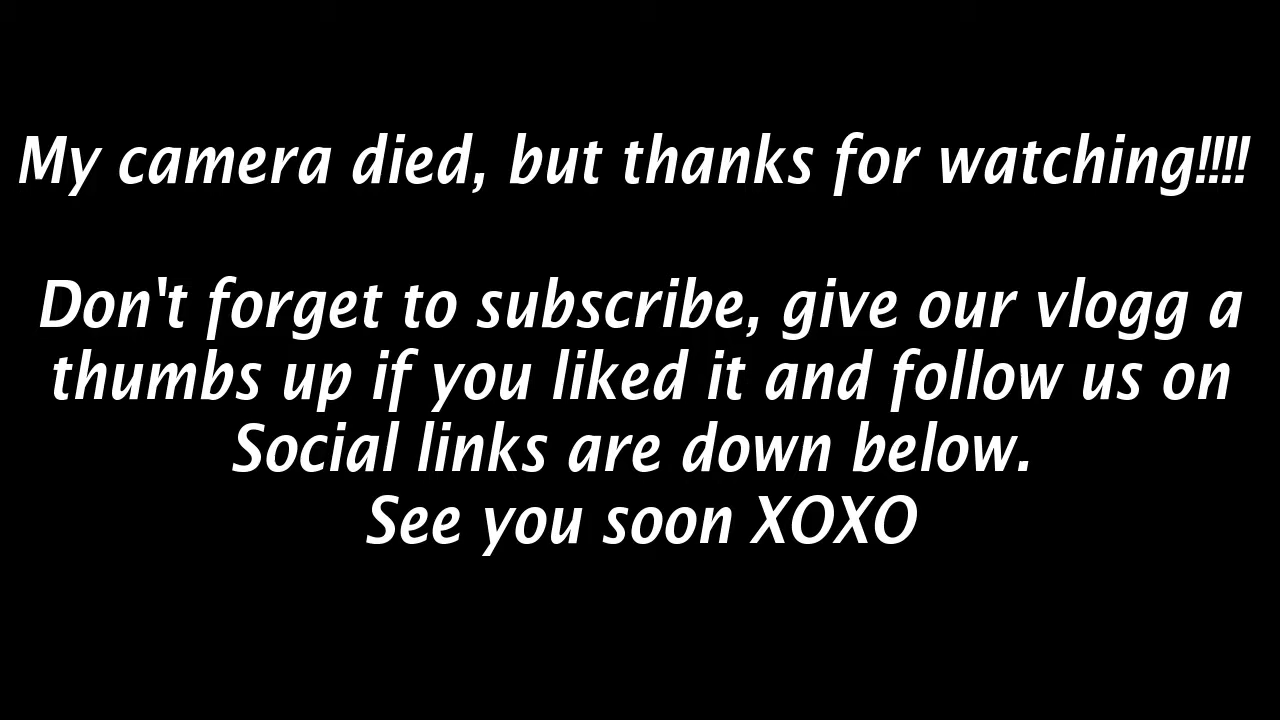 My camera died, but thanks for watching!!!!
Don't forget to subscribe, give our vlogg a
thumbs up if you liked it and follow us on
Social links are down below.
See you soon XOXO